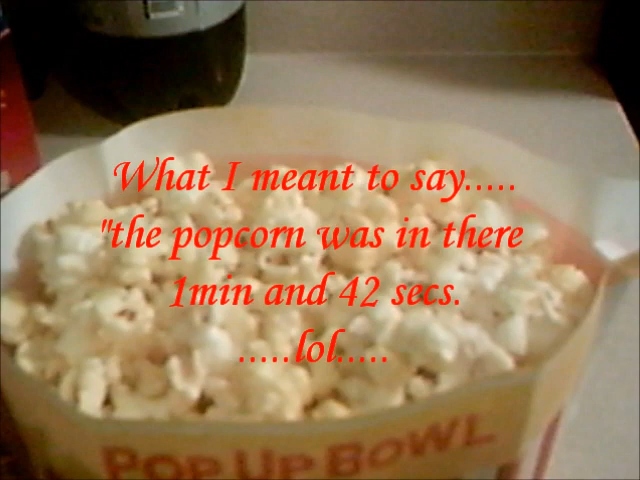 What I meant to say.....
"the popcorn was in there
1min and 42 secs.
.....lol.....
POP UP BOWL